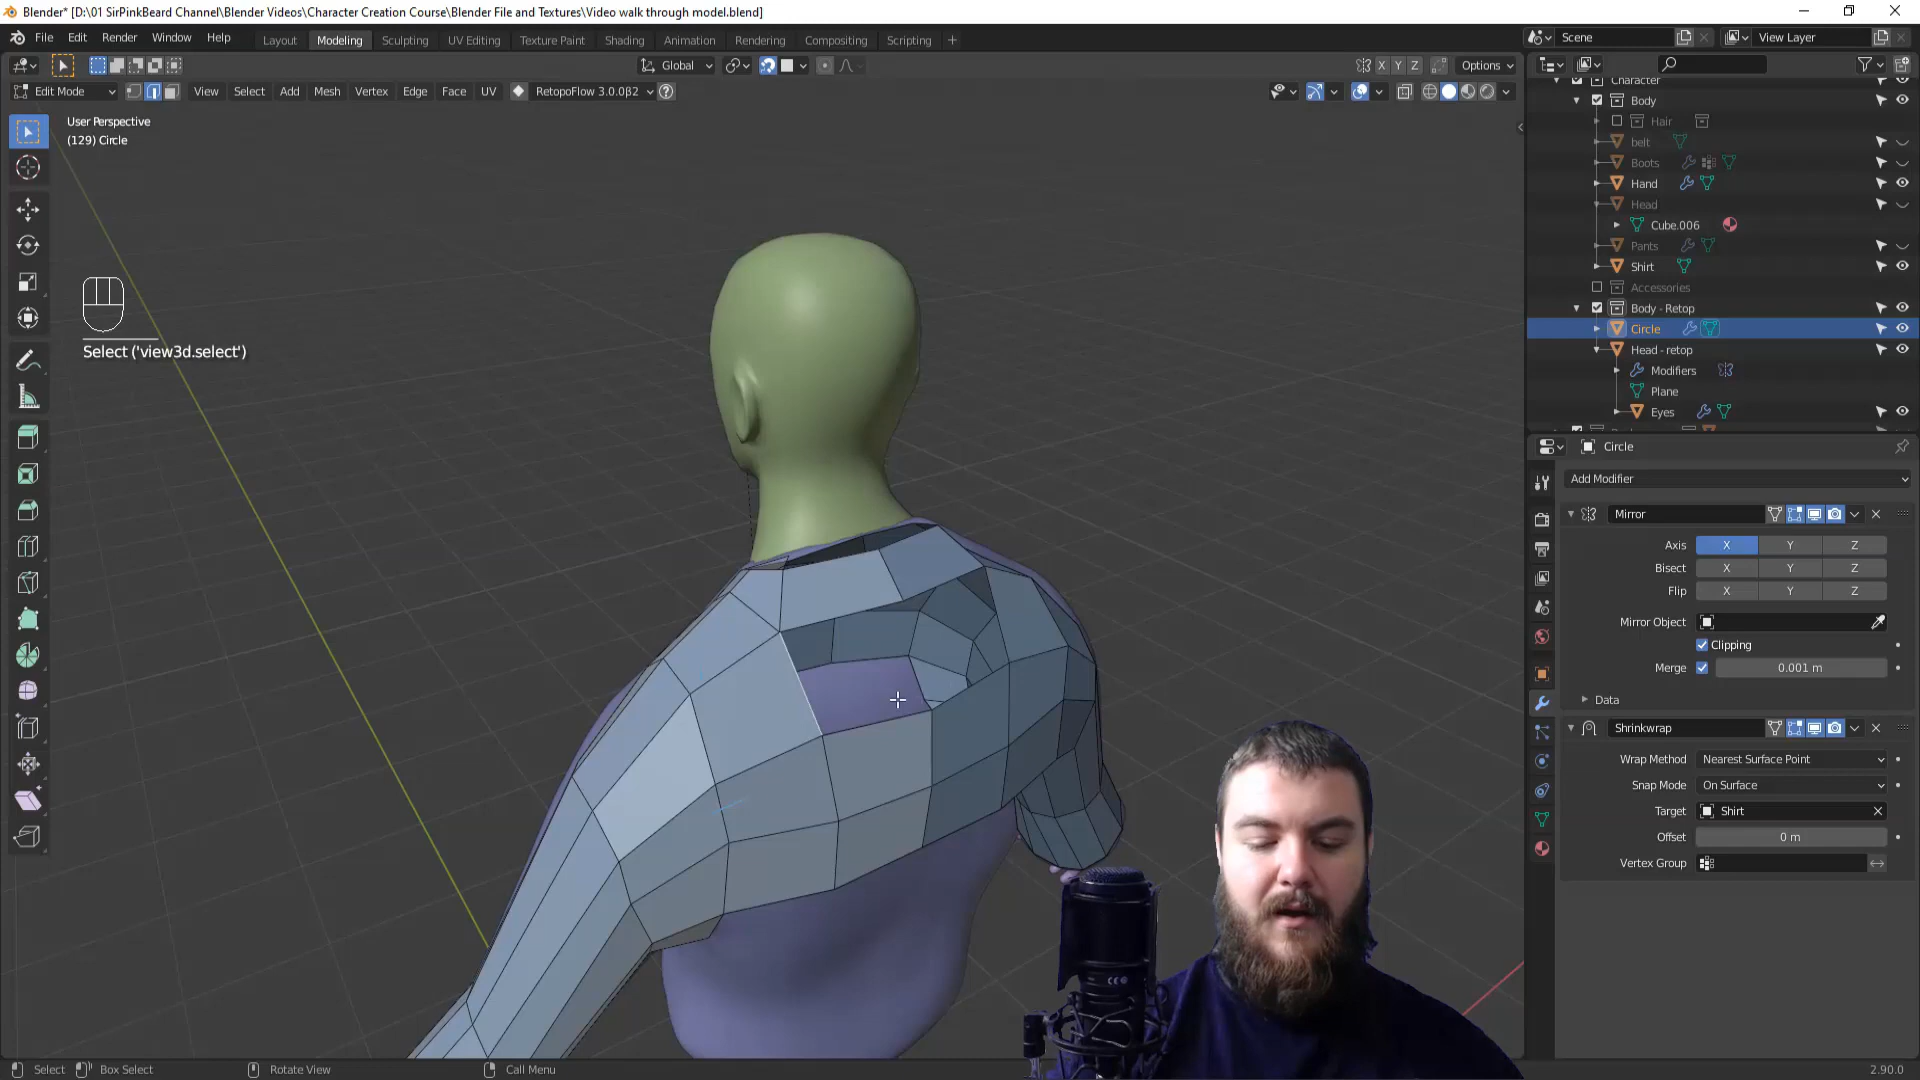 Blender* [D:\01 SirPinkBeard Channel\Blender Videos\Character Creation Course\Blender File and Textures\Video walk through model.blend]
File Edit Render Window Help Layout Modeling Sculpting UV Editing Texture Paint Shading Animation Rendering Compositing Scripting + Scene View Layer
Global X Y Z Options
Edit Mode View Select Add Mesh Vertex Edge Face UV RetopoFlow 3.0.0β2
User Perspective
(129) Circle
Select ('view3d.select')
Character
Body
Hair
belt
Boots
Hand
Head
Cube.006
Pants
Shirt
Accessories
Body - Retop
Circle
Head - retop
Modifiers
Plane
Eyes
Circle
Add Modifier
Mirror
Axis X Y Z
Bisect X Y Z
Flip X Y Z
Mirror Object
Clipping
Merge 0.001 m
Data
Shrinkwrap
Wrap Method Nearest Surface Point
Snap Mode On Surface
Target Shirt
Offset 0 m
Vertex Group
Select Box Select Rotate View Call Menu 2.90.0